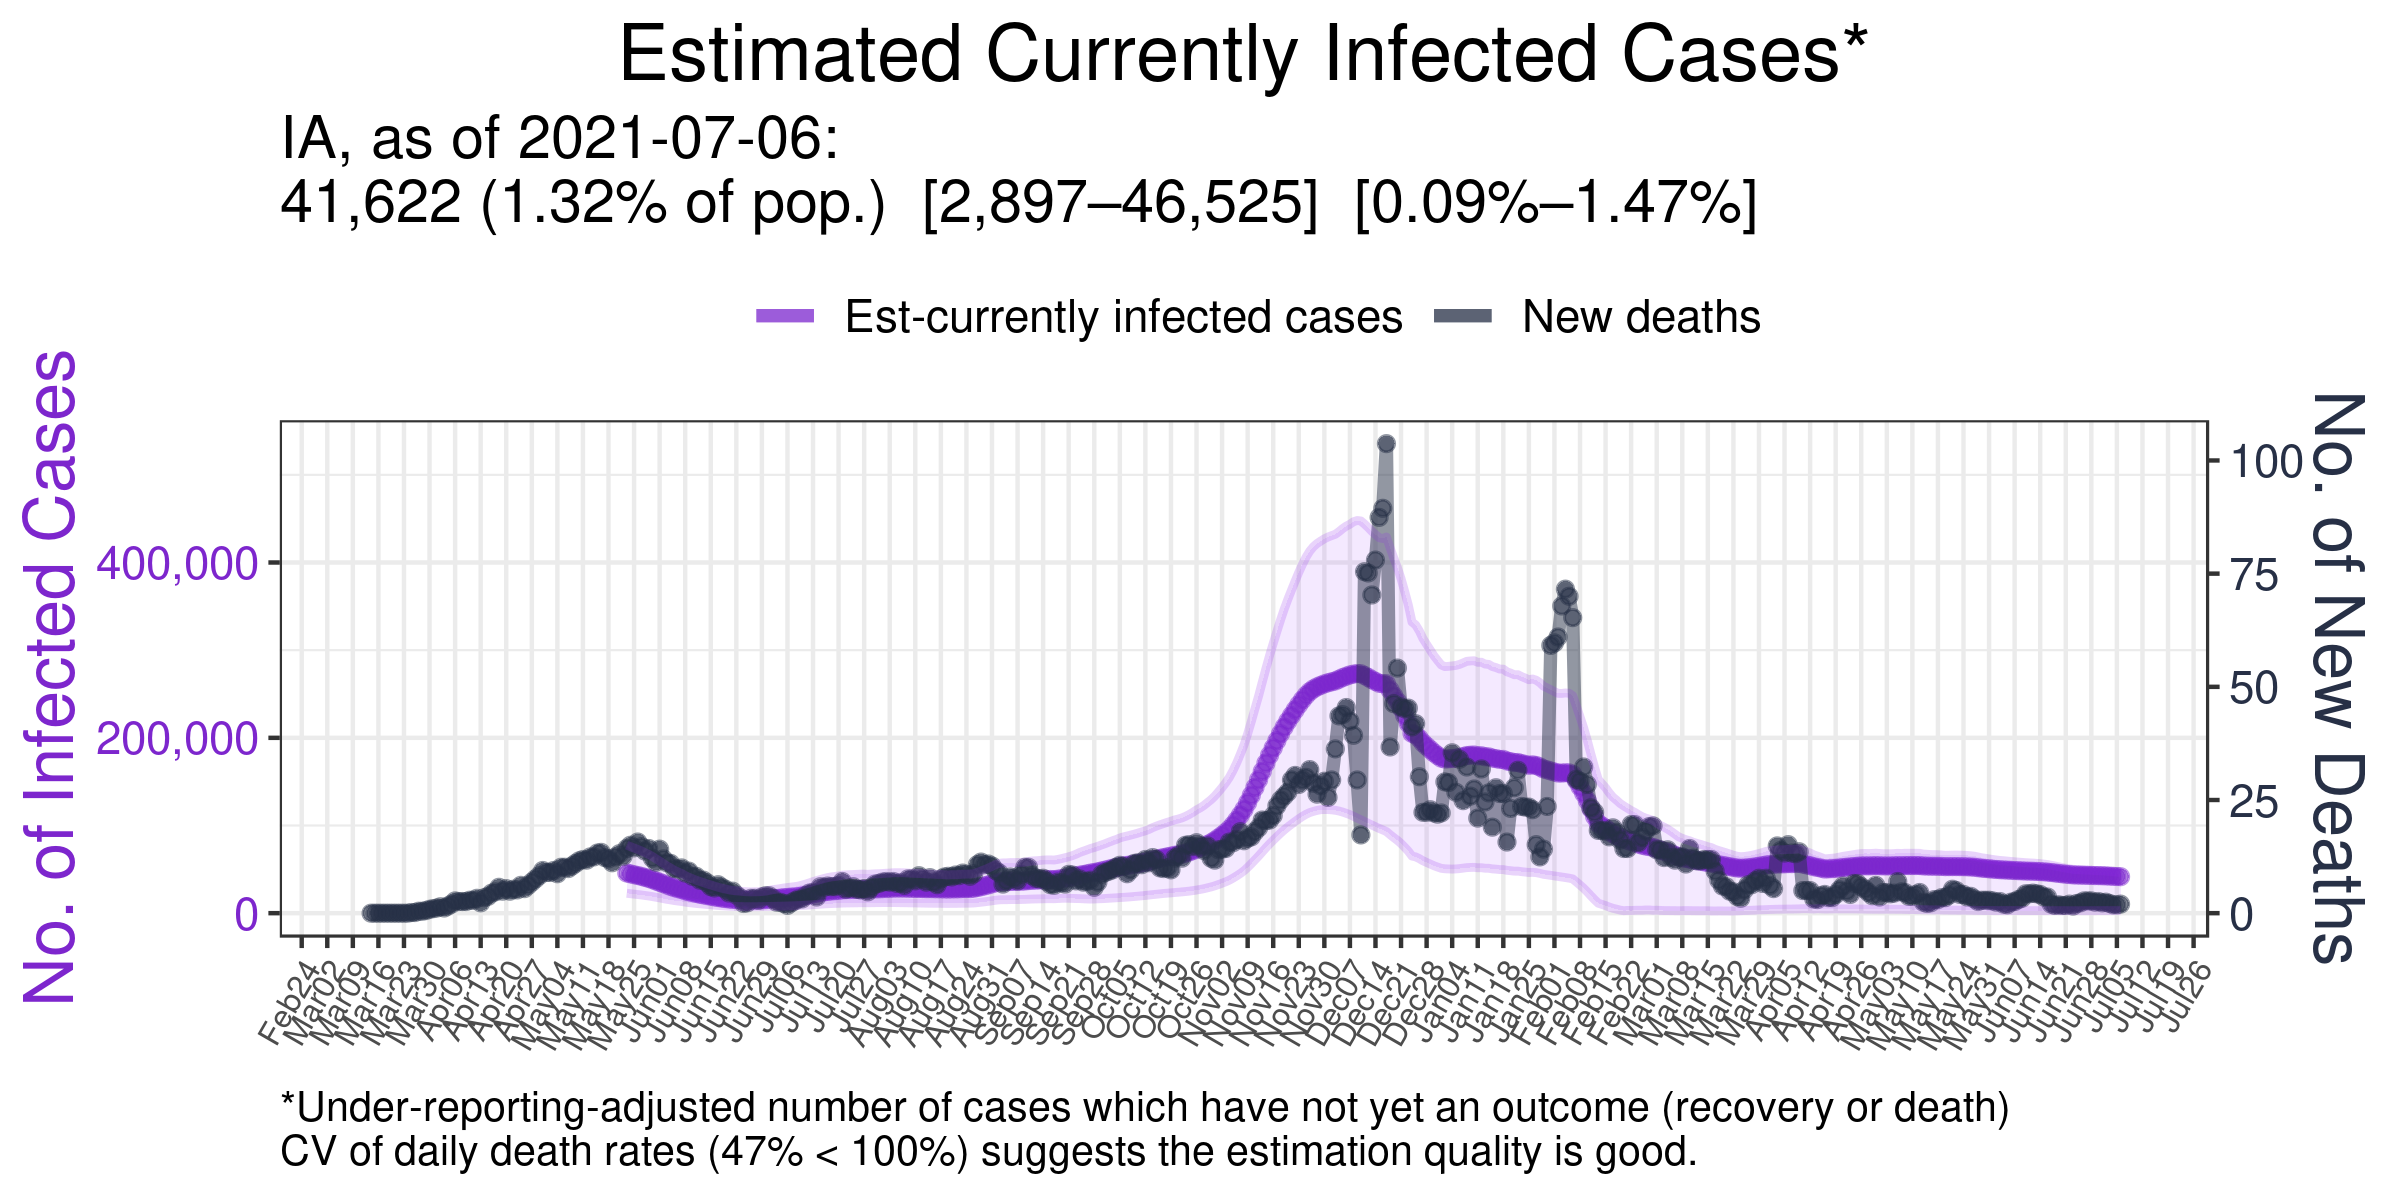 Estimated Currently Infected Cases*
IA, as of 2021-07-06:
41,622 (1.32% of pop.) [2,897–46,525] [0.09%–1.47%]
Est-currently infected cases
New deaths
No. of Infected Cases
400,000
200,000
0
No. of New Deaths
100
75
50
25
0
Feb24
Mar02
Mar09
Mar16
Mar23
Mar30
Apr06
Apr13
Apr20
Apr27
May04
May11
May18
May25
Jun01
Jun08
Jun15
Jun22
Jun29
Jul06
Jul13
Jul20
Jul27
Aug03
Aug10
Aug17
Aug24
Aug31
Sep07
Sep14
Sep21
Sep28
Oct05
Oct12
Oct19
Oct26
Nov02
Nov09
Nov16
Nov23
Nov30
Dec07
Dec14
Dec21
Dec28
Jan04
Jan11
Jan18
Jan25
Feb01
Feb08
Feb15
Feb22
Mar01
Mar08
Mar15
Mar22
Mar29
Apr05
Apr12
Apr19
Apr26
May03
May10
May17
May24
May31
Jun07
Jun14
Jun21
Jun28
Jul05
Jul12
Jul19
Jul26
*Under-reporting-adjusted number of cases which have not yet an outcome (recovery or death)
CV of daily death rates (47% < 100%) suggests the estimation quality is good.